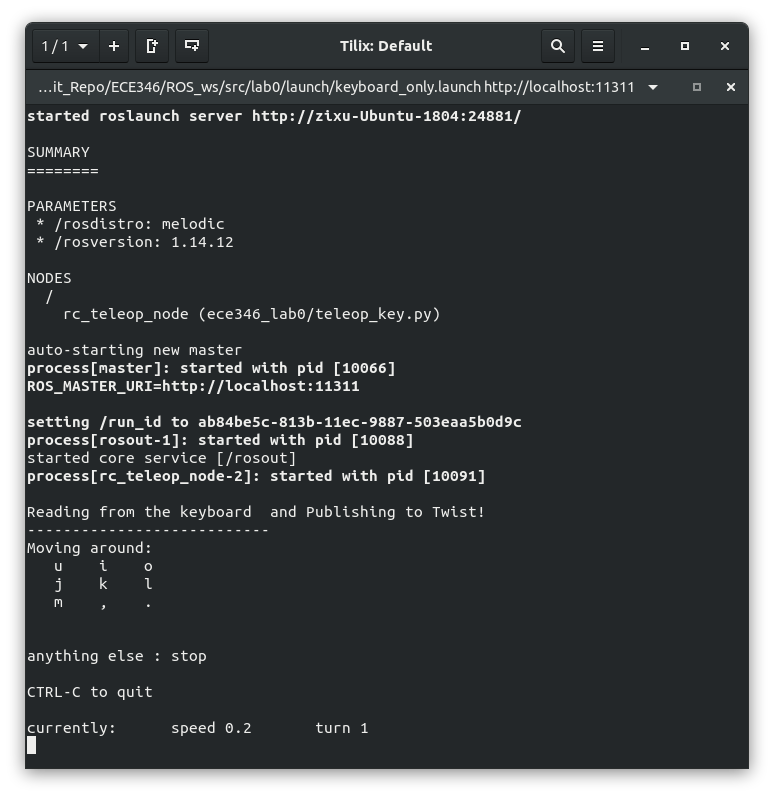 1 / 1
Tilix: Default
…it_Repo/ECE346/ROS_ws/src/lab0/launch/keyboard_only.launch http://localhost:11311
started roslaunch server http://zixu-Ubuntu-1804:24881/
SUMMARY
========
PARAMETERS
 * /rosdistro: melodic
 * /rosversion: 1.14.12
NODES
  /
    rc_teleop_node (ece346_lab0/teleop_key.py)
auto-starting new master
process[master]: started with pid [10066]
ROS_MASTER_URI=http://localhost:11311
setting /run_id to ab84be5c-813b-11ec-9887-503eaa5b0d9c
process[rosout-1]: started with pid [10088]
started core service [/rosout]
process[rc_teleop_node-2]: started with pid [10091]
Reading from the keyboard  and Publishing to Twist!
---------------------------
Moving around:
   u    i    o
   j    k    l
   m    ,    .
anything else : stop
CTRL-C to quit
currently:      speed 0.2       turn 1